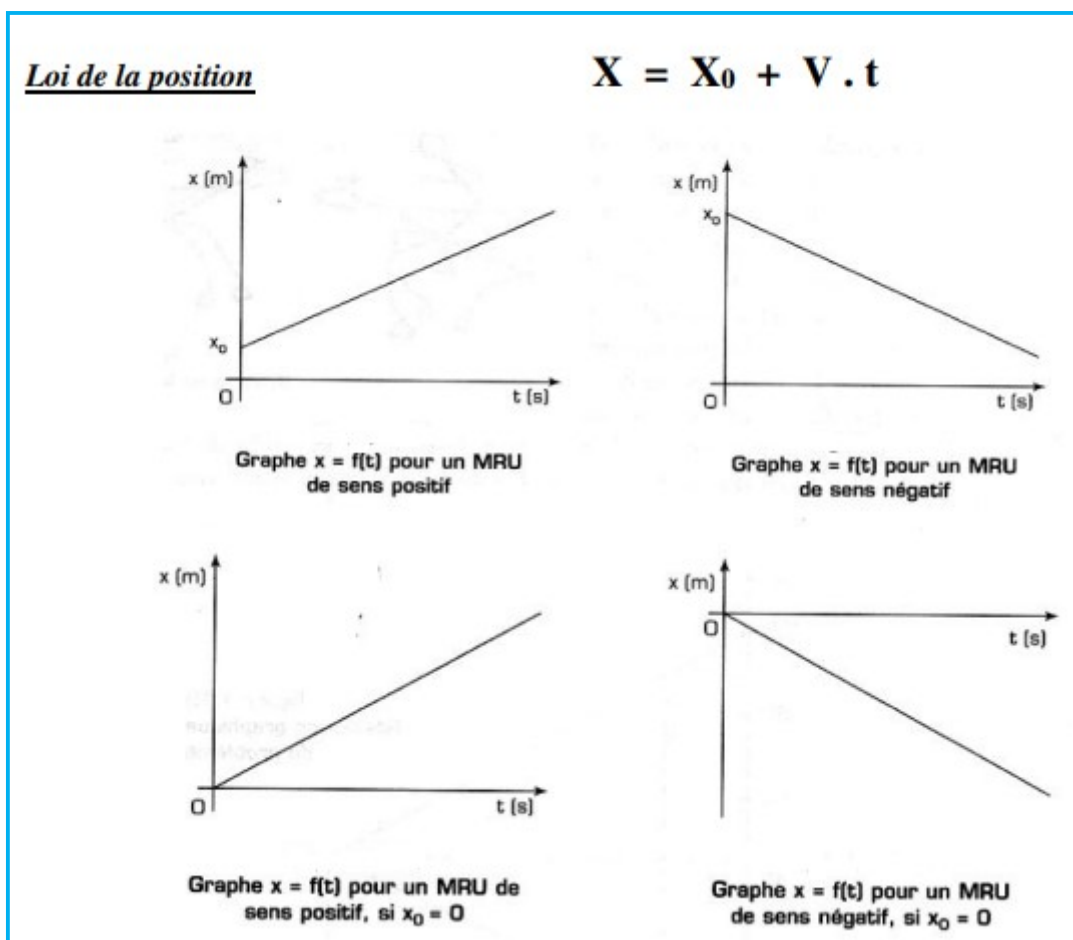 Loi de la position
X = X₀ + V . t
x (m)
x₀
O
t (s)
Graphe x = f(t) pour un MRU
de sens positif
x (m)
x₀
O
t (s)
Graphe x = f(t) pour un MRU
de sens négatif
x (m)
O
t (s)
Graphe x = f(t) pour un MRU de
sens positif, si x₀ = O
x (m)
O
t (s)
Graphe x = f(t) pour un MRU
de sens négatif, si x₀ = O